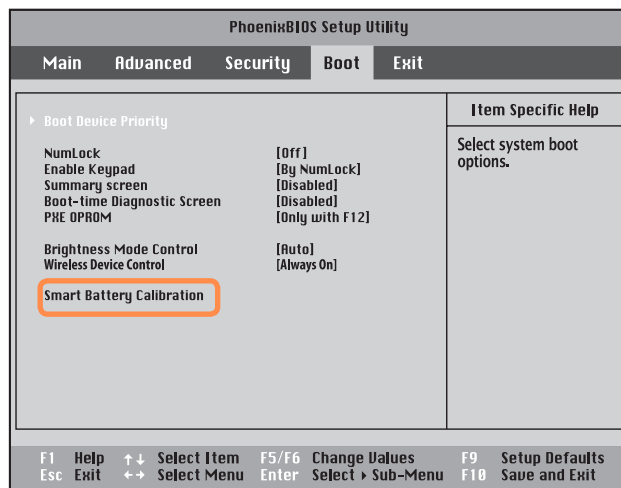 PhoenixBIOS Setup Utility
Main Advanced Security Boot Exit
Boot Device Priority
NumLock [Off]
Enable Keypad [By NumLock]
Summary screen [Disabled]
Boot-time Diagnostic Screen [Disabled]
PXE OPROM [Only with F12]
Brightness Mode Control [Auto]
Wireless Device Control [Always On]
Smart Battery Calibration
Item Specific Help
Select system boot
options.
F1 Help ↑↓ Select Item F5/F6 Change Values F9 Setup Defaults
Esc Exit ←→ Select Menu Enter Select ▸ Sub-Menu F10 Save and Exit